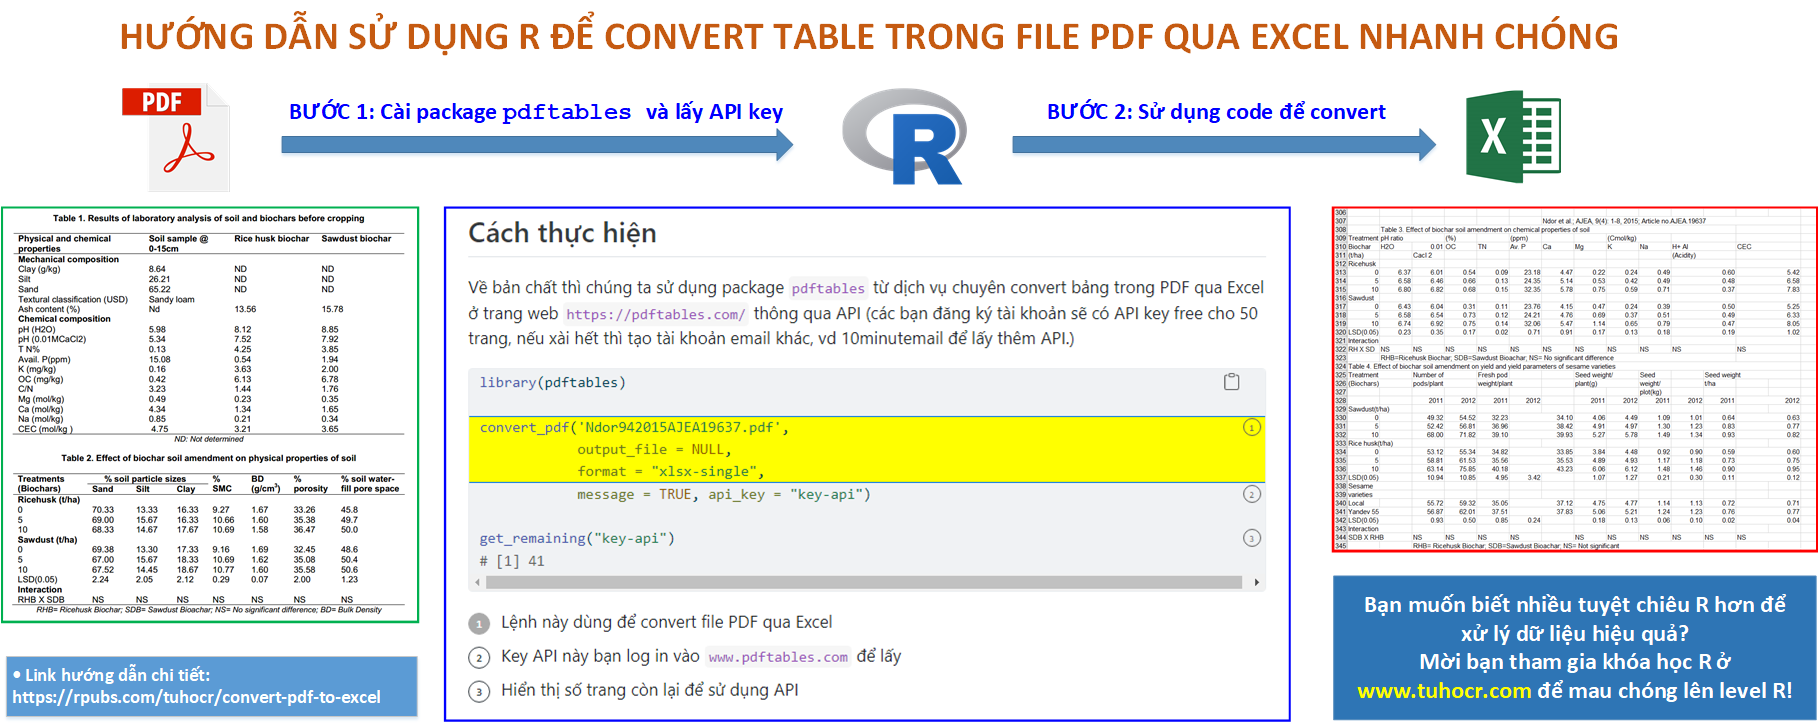 HƯỚNG DẪN SỬ DỤNG R ĐỂ CONVERT TABLE TRONG FILE PDF QUA EXCEL NHANH CHÓNG
PDF
BƯỚC 1: Cài package pdftables và lấy API key
R
BƯỚC 2: Sử dụng code để convert
X
Table 1. Results of laboratory analysis of soil and biochars before cropping
Physical and chemical properties Soil sample @ 0-15cm Rice husk biochar Sawdust biochar
Mechanical composition
Clay (g/kg) 8.64 ND ND
Silt 26.21 ND ND
Sand 65.22 ND ND
Textural classification (USD) Sandy loam
Ash content (%) Nd 13.56 15.78
Chemical composition
pH (H2O) 5.98 8.12 8.85
pH (0.01MCaCl2) 5.34 7.52 7.92
T N% 0.13 4.25 3.85
Avail. P(ppm) 15.08 0.54 1.94
K (mg/kg) 0.16 3.63 2.00
OC (mg/kg) 0.42 6.13 6.78
C/N 3.23 1.44 1.76
Mg (mol/kg) 0.49 0.23 0.35
Ca (mol/kg) 4.34 1.34 1.65
Na (mol/kg) 0.85 0.21 0.34
CEC (mol/kg ) 4.75 3.21 3.65
ND: Not determined
Table 2. Effect of biochar soil amendment on physical properties of soil
Treatments % soil particle sizes % BD % % soil water-
(Biochars) Sand Silt Clay SMC (g/cm³) porosity fill pore space
Ricehusk (t/ha)
0 70.33 13.33 16.33 9.27 1.67 33.26 45.8
5 69.00 15.67 16.33 10.66 1.60 35.38 49.7
10 68.33 14.67 17.67 10.69 1.58 36.47 50.0
Sawdust (t/ha)
0 69.38 13.30 17.33 9.16 1.69 32.45 48.6
5 67.00 15.67 18.33 10.69 1.62 35.08 50.4
10 67.52 14.45 18.67 10.77 1.60 35.58 50.6
LSD(0.05) 2.24 2.05 2.12 0.29 0.07 2.00 1.23
Interaction
RHB X SDB NS NS NS NS NS NS NS
RHB= Ricehusk Biochar; SDB= Sawdust Bioachar; NS= No significant difference; BD= Bulk Density
• Link hướng dẫn chi tiết:
https://rpubs.com/tuhocr/convert-pdf-to-excel
Cách thực hiện
Về bản chất thì chúng ta sử dụng package pdftables từ dịch vụ chuyên convert bảng trong PDF qua Excel
ở trang web https://pdftables.com/ thông qua API (các bạn đăng ký tài khoản sẽ có API key free cho 50
trang, nếu xài hết thì tạo tài khoản email khác, vd 10minutemail để lấy thêm API.)
library(pdftables)
convert_pdf('Ndor942015AJEA19637.pdf', 1
output_file = NULL,
format = "xlsx-single",
message = TRUE, api_key = "key-api") 2
get_remaining("key-api") 3
# [1] 41
1 Lệnh này dùng để convert file PDF qua Excel
2 Key API này bạn log in vào www.pdftables.com để lấy
3 Hiển thị số trang còn lại để sử dụng API
306
307 Ndor et al.; AJEA, 9(4): 1-8, 2015; Article no.AJEA.19637
308 Table 3. Effect of biochar soil amendment on chemical properties of soil
309 Treatment pH ratio (%) (ppm) (Cmol/kg)
310 Biochar H2O 0.01 OC TN Av. P Ca Mg K Na H+ Al CEC
311 (t/ha) Cacl 2 (Acidity)
312 Ricehusk
313 0 6.37 6.01 0.54 0.09 23.18 4.47 0.22 0.24 0.49 0.60 5.42
314 5 6.58 6.46 0.66 0.13 24.35 5.14 0.53 0.42 0.49 0.48 6.58
315 10 6.80 6.82 0.68 0.15 32.35 5.78 0.75 0.59 0.71 0.37 7.83
316 Sawdust
317 0 6.43 6.04 0.31 0.11 23.76 4.15 0.47 0.24 0.39 0.50 5.25
318 5 6.58 6.54 0.73 0.12 24.21 4.76 0.69 0.37 0.51 0.49 6.33
319 10 6.74 6.92 0.75 0.14 32.06 5.47 1.14 0.65 0.79 0.47 8.05
320 LSD(0.05) 0.23 0.35 0.17 0.02 0.71 0.91 0.17 0.13 0.18 0.19 1.02
321 Interaction
322 RH X SD NS NS NS NS NS NS NS NS NS NS NS
323 RHB=Ricehusk Biochar, SDB=Sawdust Bioachar; NS= No significant difference
324 Table 4. Effect of biochar soil amendment on yield and yield parameters of sesame varieties
325 Treatment Number of Fresh pod Seed weight/ Seed Seed weight
326 (Biochars) pods/plant weight/plant plant(g) weight/ t/ha
327 plot(kg)
328 2011 2012 2011 2012 2011 2012 2011 2012 2011 2012
329 Sawdust(t/ha)
330 0 49.32 54.52 32.23 34.10 4.06 4.49 1.09 1.01 0.64 0.63
331 5 52.42 56.81 36.96 38.42 4.91 4.97 1.30 1.23 0.83 0.77
332 10 68.00 71.82 39.10 39.93 5.27 5.78 1.49 1.34 0.93 0.82
333 Rice husk(t/ha)
334 0 53.12 55.34 34.82 33.85 3.84 4.48 0.92 0.90 0.59 0.60
335 5 58.81 61.53 35.56 35.53 4.89 4.93 1.17 1.18 0.73 0.75
336 10 63.14 75.85 40.18 43.23 6.06 6.12 1.48 1.46 0.90 0.95
337 LSD(0.05) 10.94 10.85 4.95 3.42 1.07 1.27 0.21 0.30 0.11 0.12
338 Sesame
339 varieties
340 Local 55.72 59.32 35.05 37.12 4.75 4.77 1.14 1.13 0.72 0.71
341 Yandev 55 56.87 62.01 37.51 37.83 5.06 5.21 1.24 1.23 0.76 0.77
342 LSD(0.05) 0.93 0.50 0.85 0.24 0.18 0.13 0.06 0.10 0.02 0.04
343 Interaction
344 SDB X RHB NS NS NS NS NS NS NS NS NS NS
345 RHB= Ricehusk Biochar; SDB=Sawdust Bioachar; NS= Not significant
Bạn muốn biết nhiều tuyệt chiêu R hơn để
xử lý dữ liệu hiệu quả?
Mời bạn tham gia khóa học R ở
www.tuhocr.com để mau chóng lên level R!